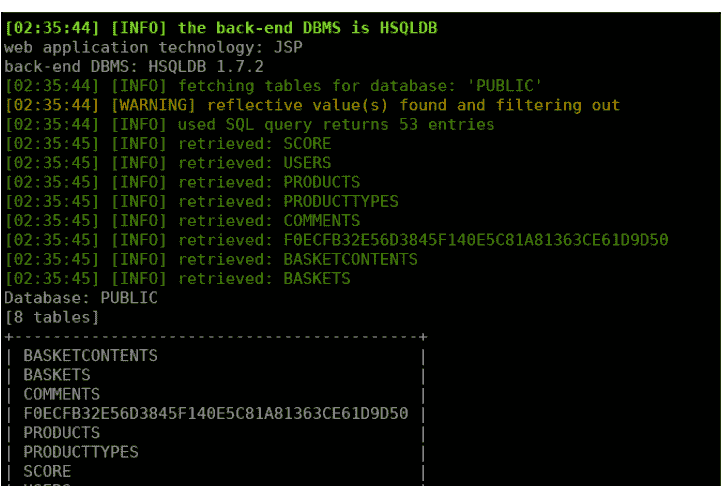 [02:35:44] [INFO] the back-end DBMS is HSQLDB
web application technology: JSP
back-end DBMS: HSQLDB 1.7.2
[02:35:44] [INFO] fetching tables for database: 'PUBLIC'
[02:35:44] [WARNING] reflective value(s) found and filtering out
[02:35:44] [INFO] used SQL query returns 53 entries
[02:35:45] [INFO] retrieved: SCORE
[02:35:45] [INFO] retrieved: USERS
[02:35:45] [INFO] retrieved: PRODUCTS
[02:35:45] [INFO] retrieved: PRODUCTTYPES
[02:35:45] [INFO] retrieved: COMMENTS
[02:35:45] [INFO] retrieved: F0ECFB32E56D3845F140E5C81A81363CE61D9D50
[02:35:45] [INFO] retrieved: BASKETCONTENTS
[02:35:45] [INFO] retrieved: BASKETS
Database: PUBLIC
[8 tables]
+------------------------------------------+
| BASKETCONTENTS |
| BASKETS |
| COMMENTS |
| F0ECFB32E56D3845F140E5C81A81363CE61D9D50 |
| PRODUCTS |
| PRODUCTTYPES |
| SCORE |
| USERS |